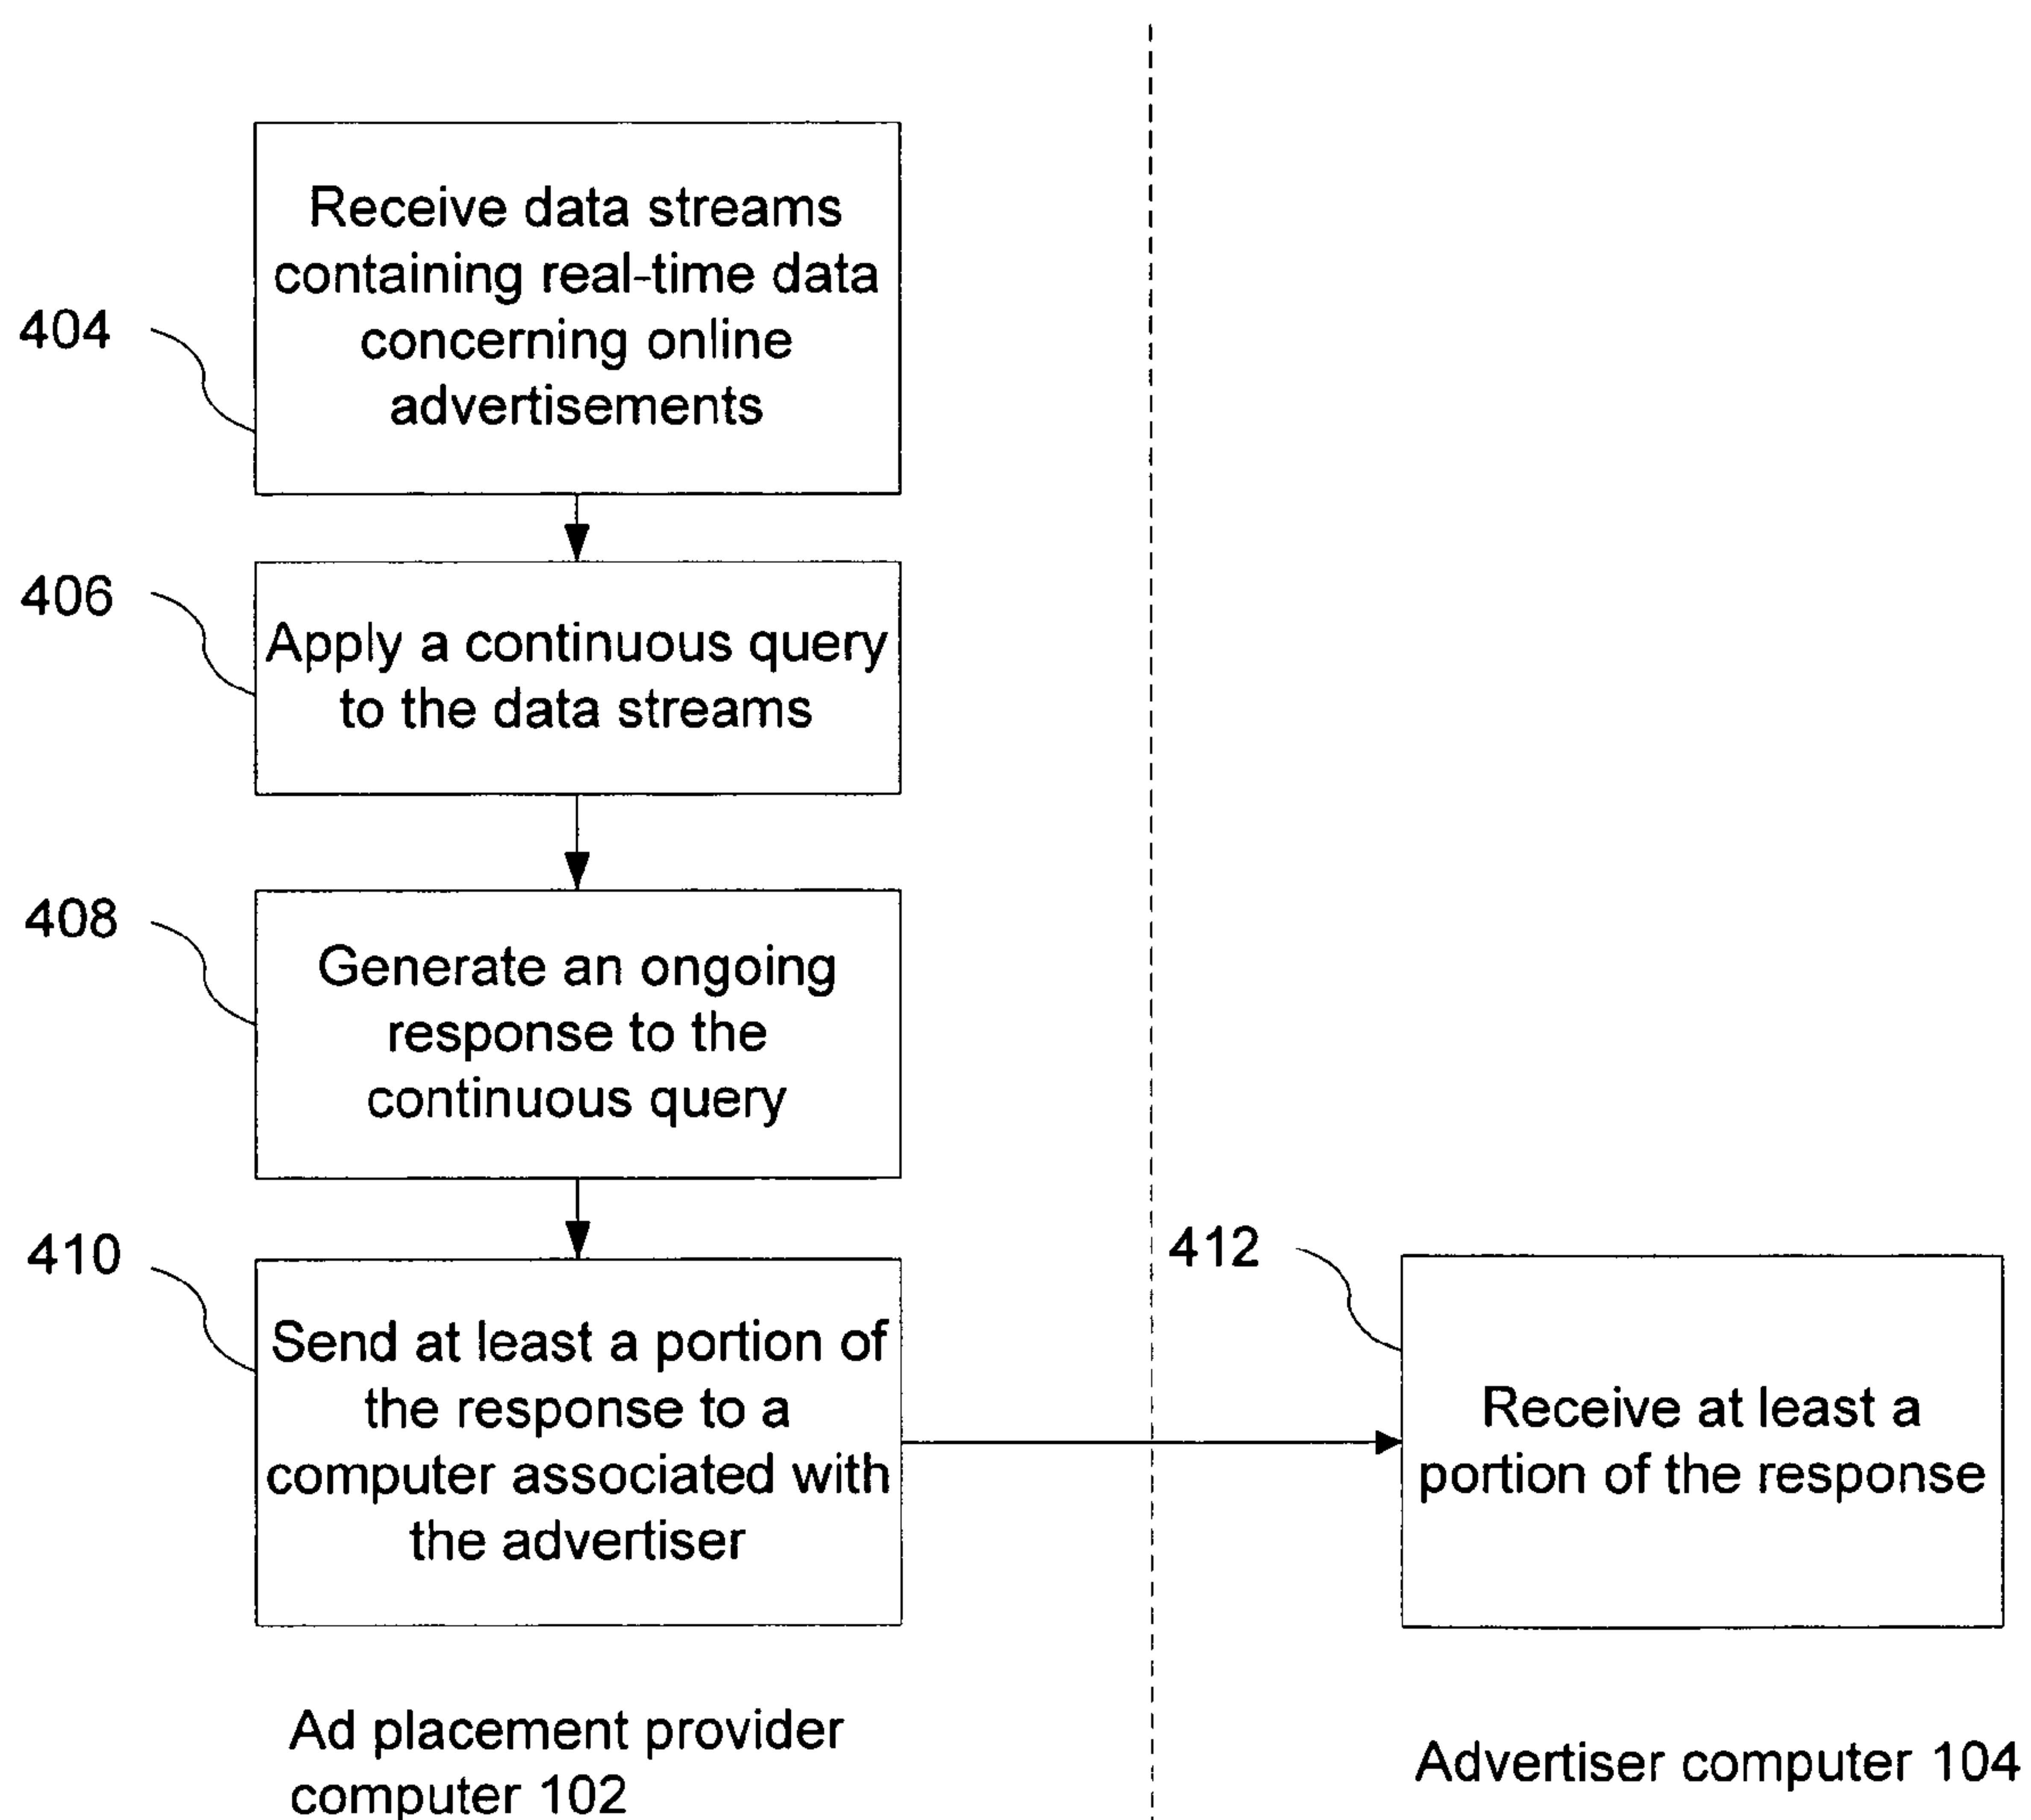 404
Receive data streams
containing real-time data
concerning online
advertisements
406
Apply a continuous query
to the data streams
408
Generate an ongoing
response to the
continuous query
410
Send at least a portion of
the response to a
computer associated with
the advertiser
412
Receive at least a
portion of the response
Ad placement provider
computer 102
Advertiser computer 104